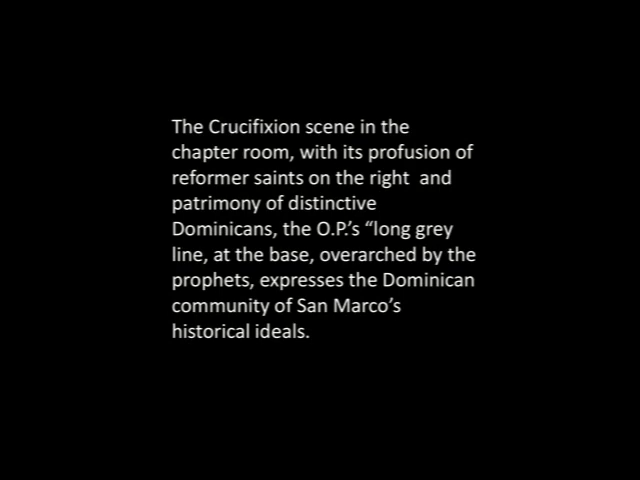 The Crucifixion scene in the
chapter room, with its profusion of
reformer saints on the right  and
patrimony of distinctive
Dominicans, the O.P.’s “long grey
line, at the base, overarched by the
prophets, expresses the Dominican
community of San Marco’s
historical ideals.